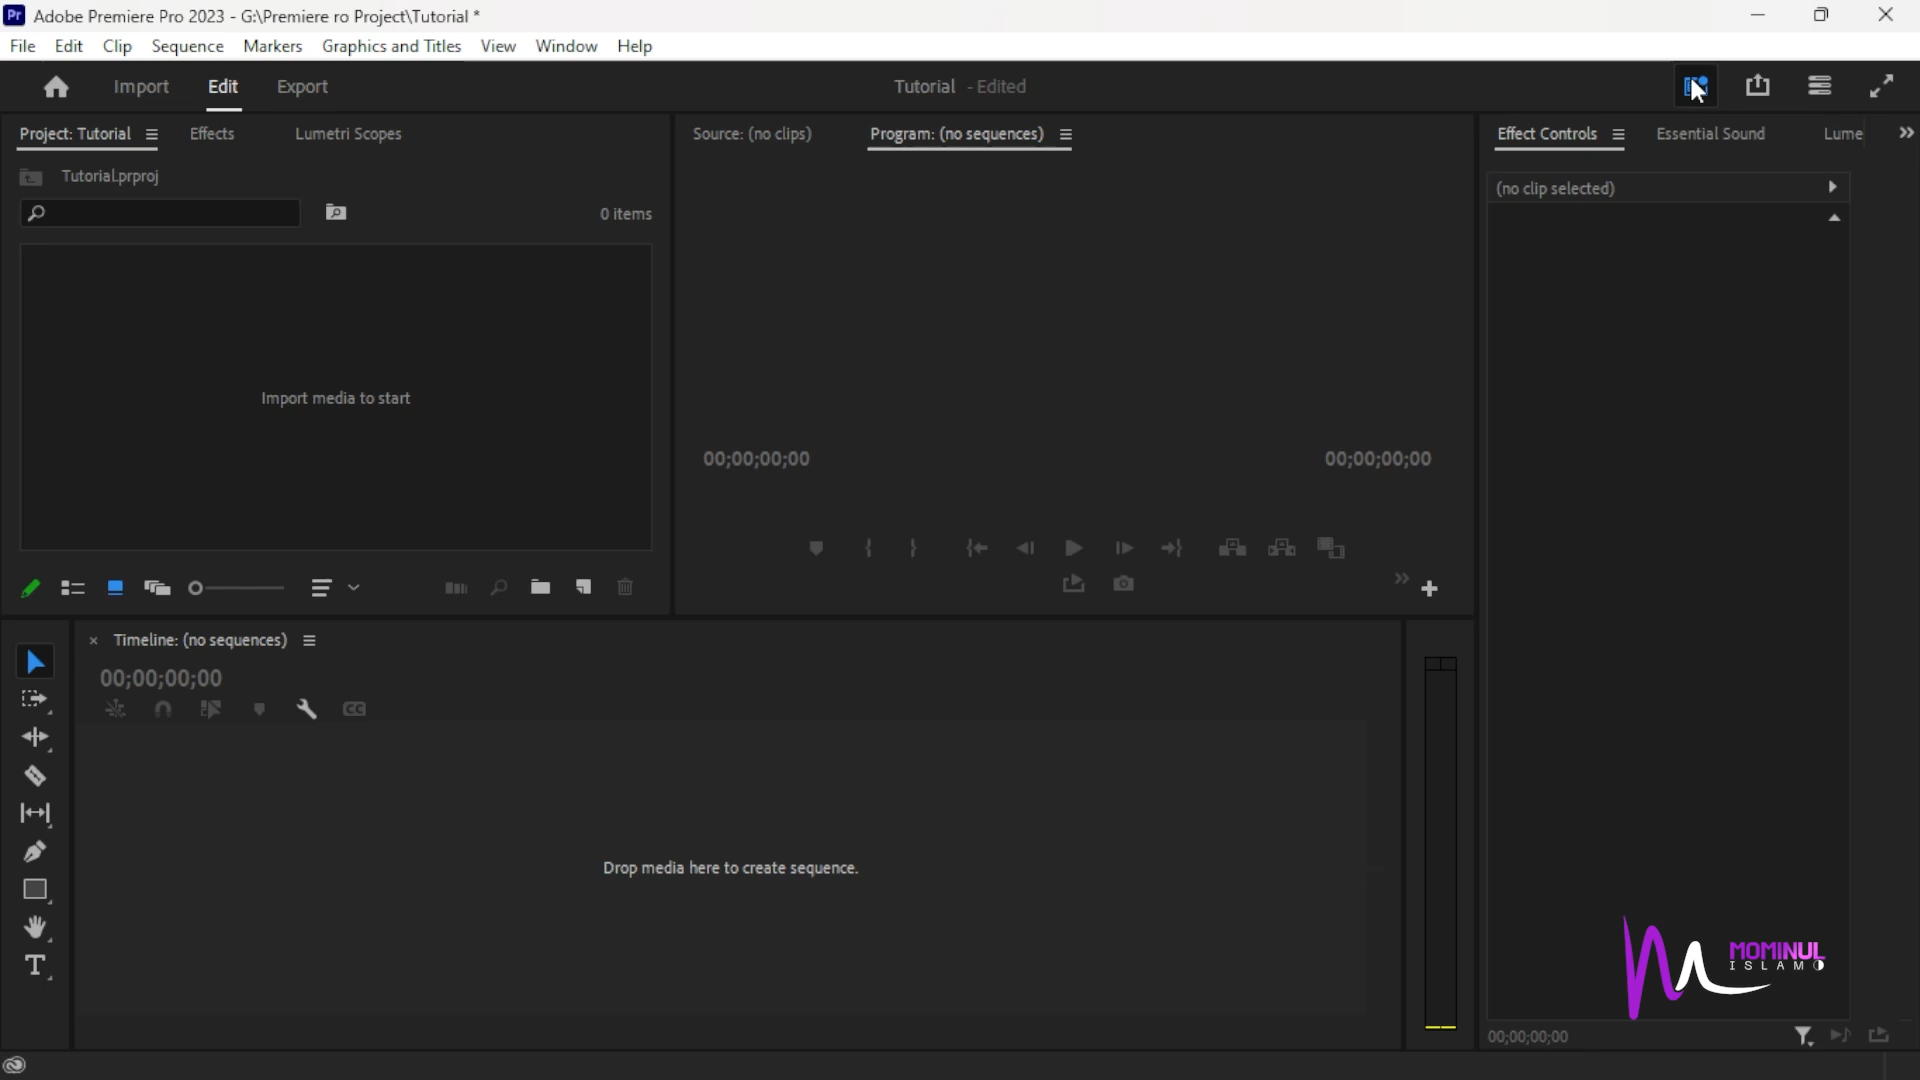 Pr Adobe Premiere Pro 2023 - G:\Premiere ro Project\Tutorial *
File Edit Clip Sequence Markers Graphics and Titles View Window Help
Import Edit Export Tutorial - Edited
Project: Tutorial Effects Lumetri Scopes
Source: (no clips) Program: (no sequences)
Effect Controls Essential Sound Lume
Tutorial.prproj
(no clip selected)
0 items
Import media to start
00;00;00;00 00;00;00;00
Timeline: (no sequences)
00;00;00;00
CC
Drop media here to create sequence.
MOMINUL
ISLAM
00;00;00;00